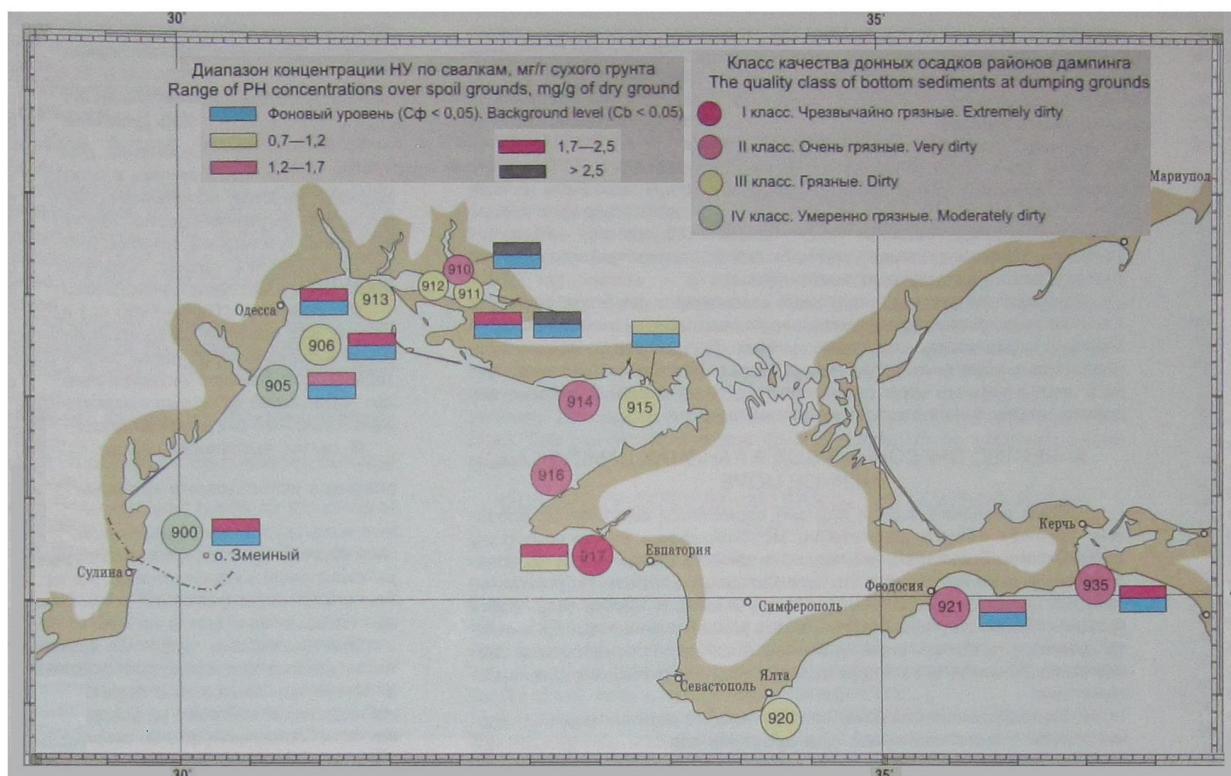 30˚
35˚
Диапазон концентрации НУ по свалкам, мг/г сухого грунта
Range of PH concentrations over spoil grounds, mg/g of dry ground
Фоновый уровень (Сф < 0,05). Background level (Cb < 0.05)
0,7—1,2
1,2—1,7
1,7—2,5
> 2,5
Класс качества донных осадков районов дампинга
The quality class of bottom sediments at dumping grounds
I класс. Чрезвычайно грязные. Extremely dirty
II класс. Очень грязные. Very dirty
III класс. Грязные. Dirty
IV класс. Умеренно грязные. Moderately dirty
Мариупол
910
912
911
913
Одесса
906
905
914
915
916
900
о. Змеиный
917
Евпатория
Керчь
Сулина
Феодосия
935
921
Симферополь
Ялта
Севастополь
920
30˚
35˚